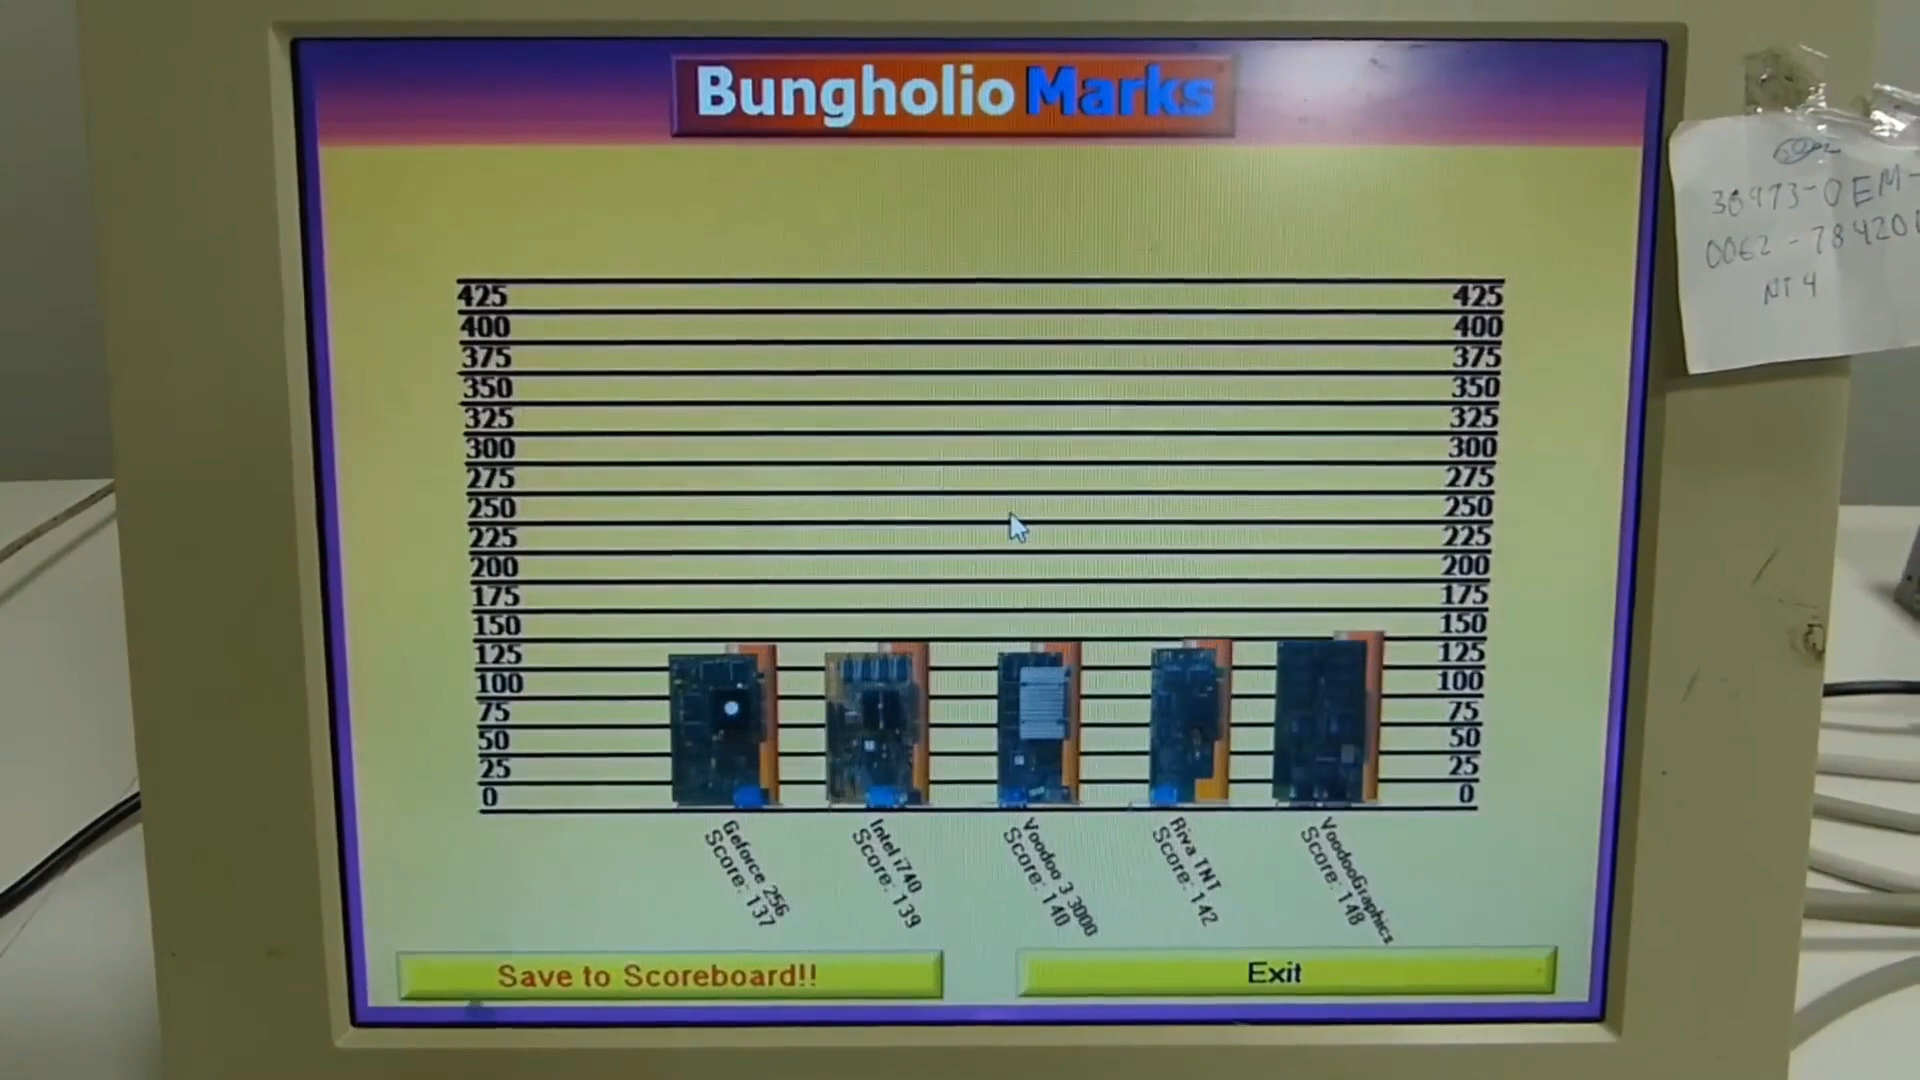 Bungholio Marks
425 425
400 400
375 375
350 350
325 325
300 300
275 275
250 250
225 225
200 200
175 175
150 150
125 125
100 100
75 75
50 50
25 25
0 0
Geforce 256
Score: 137
Intel i740
Score: 139
Voodoo 3 3000
Score: 140
Riva TNT
Score: 142
VoodooGraphics
Score: 148
Save to Scoreboard!!
Exit
OEM-
0062-
NT 4